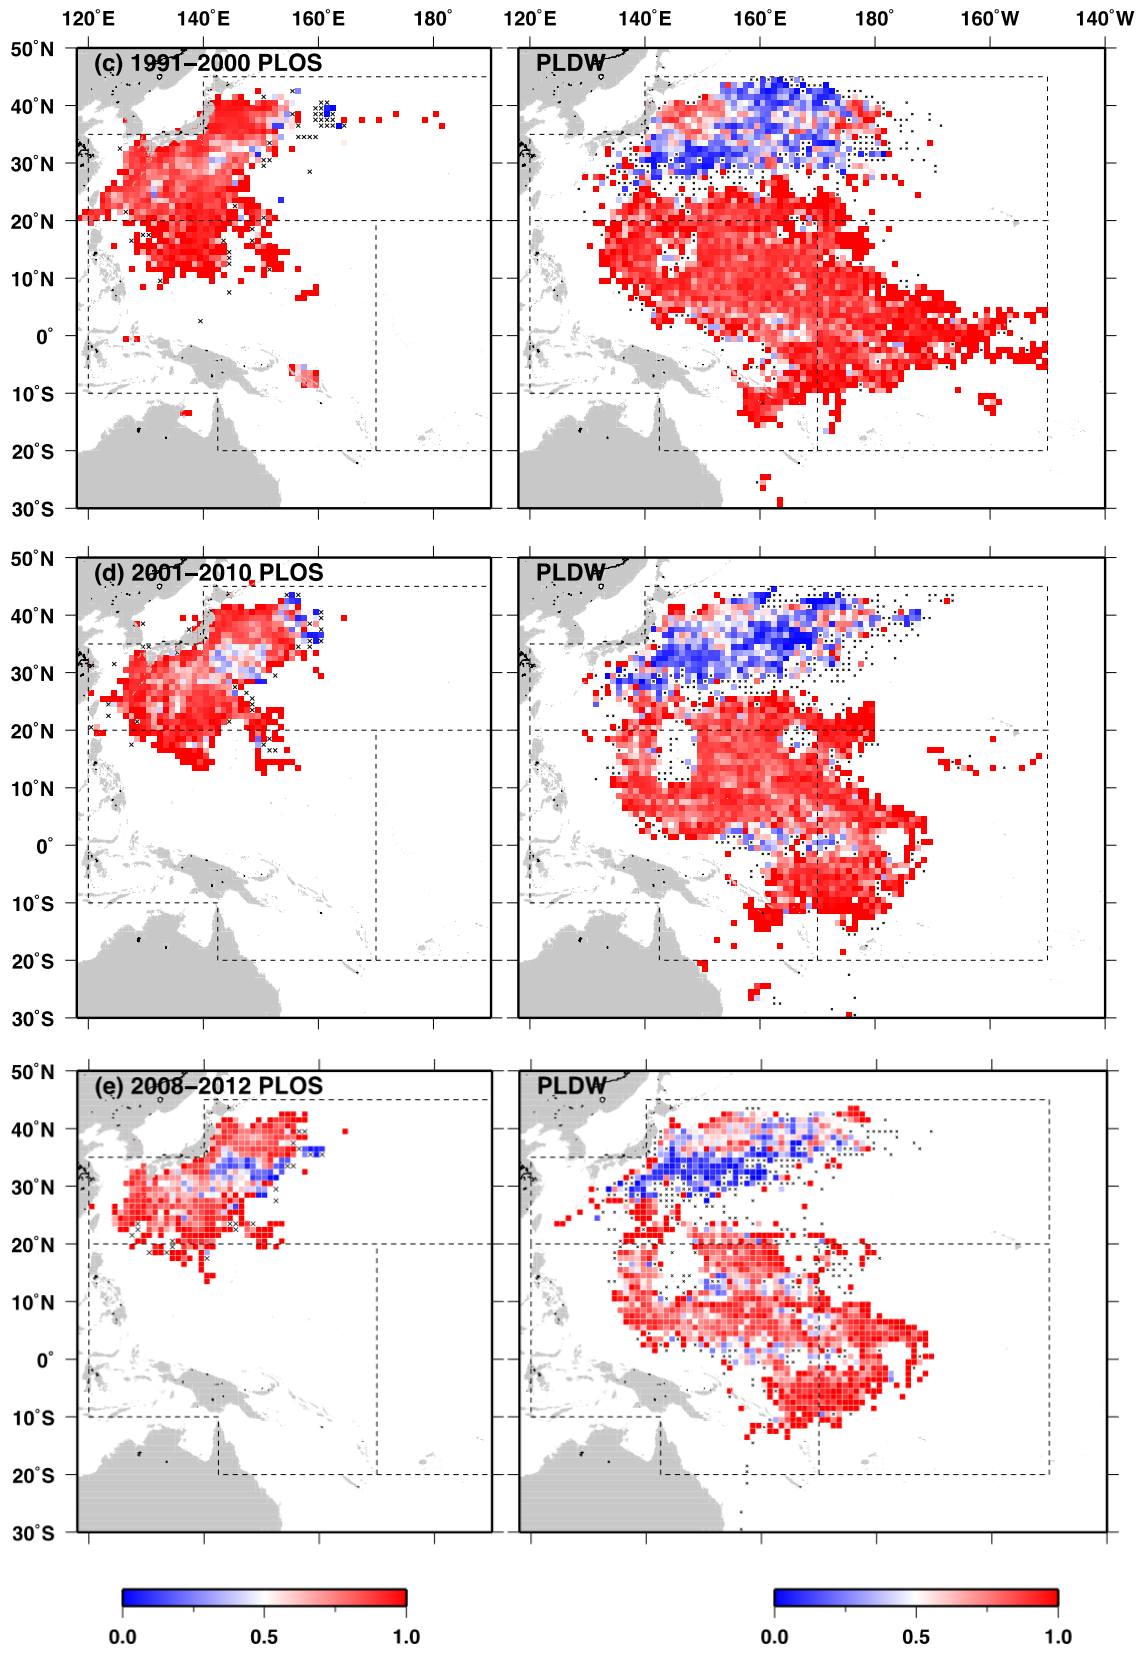 120˚E 140˚E 160˚E 180˚ 120˚E 140˚E 160˚E 180˚ 160˚W 140˚W
50˚N
(c) 1991–2000 PLOS PLDW
40˚N
30˚N
20˚N
10˚N
0˚
10˚S
20˚S
30˚S
50˚N
(d) 2001–2010 PLOS PLDW
40˚N
30˚N
20˚N
10˚N
0˚
10˚S
20˚S
30˚S
50˚N
(e) 2008–2012 PLOS PLDW
40˚N
30˚N
20˚N
10˚N
0˚
10˚S
20˚S
30˚S
0.0 0.5 1.0 0.0 0.5 1.0